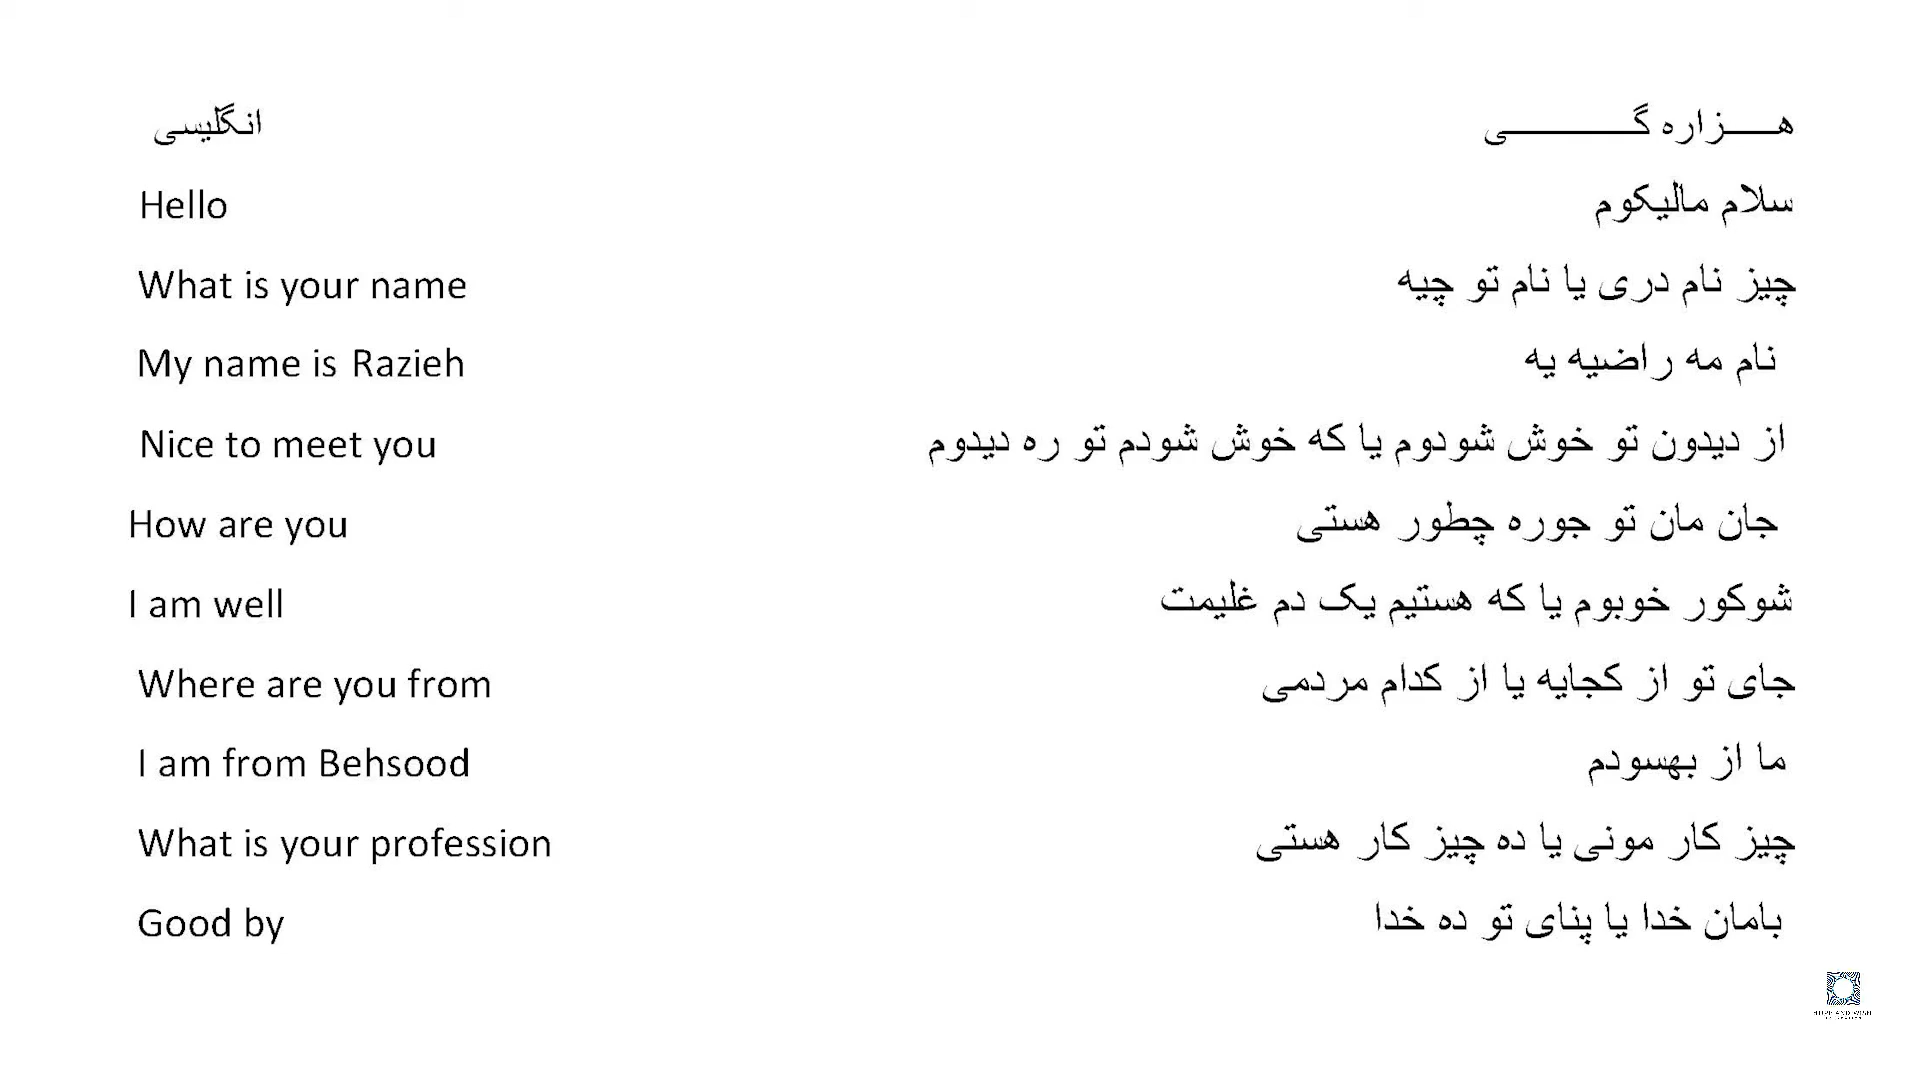 انگلیسی هـــزاره گـــــــی
Hello سلام مالیکوم
What is your name چیز نام دری یا نام تو چیه
My name is Razieh نام مه راضیه یه
Nice to meet you از دیدون تو خوش شودوم یا که خوش شودم تو ره دیدوم
How are you جان مان تو جوره چطور هستی
I am well شوکور خوبوم یا که هستیم یک دم غلیمت
Where are you from جای تو از کجایه یا از کدام مردمی
I am from Behsood ما از بهسودم
What is your profession چیز کار مونی یا ده چیز کار هستی
Good by بامان خدا یا پنای تو ده خدا
HOPE AND WISH